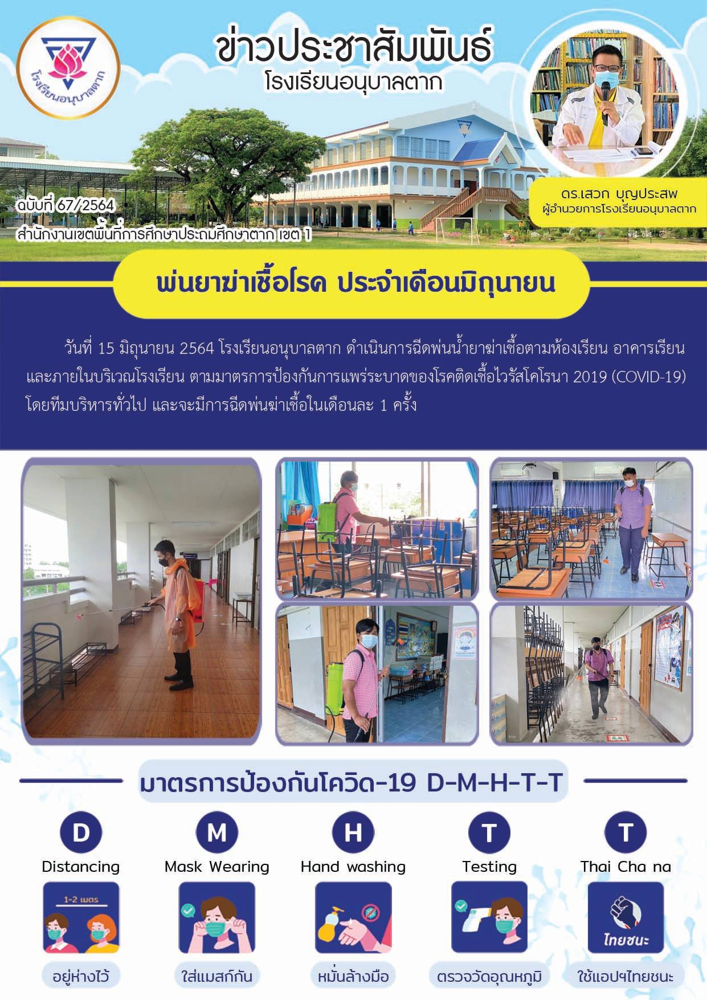 ข่าวประชาสัมพันธ์
โรงเรียนอนุบาลตาก
โรงเรียนอนุบาลตาก
ดร.เสวก บุญประสพ
ผู้อำนวยการโรงเรียนอนุบาลตาก
ฉบับที่ 67/2564
สำนักงานเขตพื้นที่การศึกษาประถมศึกษาตาก เขต 1
WELCOME
พ่นยาฆ่าเชื้อโรค ประจำเดือนมิถุนายน
วันที่ 15 มิถุนายน 2564 โรงเรียนอนุบาลตาก ดำเนินการฉีดพ่นน้ำยาฆ่าเชื้อตามห้องเรียน อาคารเรียน
และภายในบริเวณโรงเรียน ตามมาตรการป้องกันการแพร่ระบาดของโรคติดเชื้อไวรัสโคโรนา 2019 (COVID-19)
โดยทีมบริหารทั่วไป และจะมีการฉีดพ่นฆ่าเชื้อในเดือนละ 1 ครั้ง
มาตรการป้องกันโควิด-19 D-M-H-T-T
D M H T T
Distancing Mask Wearing Hand washing Testing Thai Cha na
1-2 เมตร
ไทยชนะ
อยู่ห่างไว้ ใส่แมสก์กัน หมั่นล้างมือ ตรวจวัดอุณหภูมิ ใช้แอปฯไทยชนะ